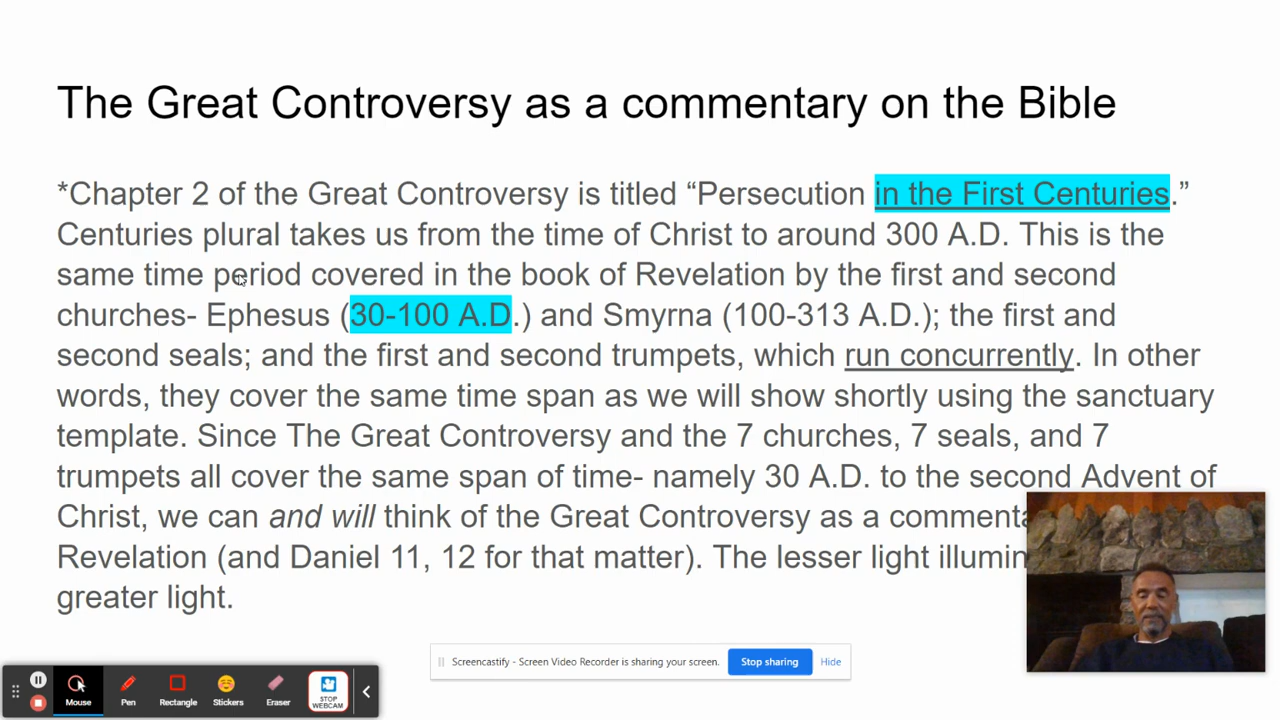 The Great Controversy as a commentary on the Bible
*Chapter 2 of the Great Controversy is titled “Persecution in the First Centuries.”
Centuries plural takes us from the time of Christ to around 300 A.D. This is the
same time period covered in the book of Revelation by the first and second
churches- Ephesus (30-100 A.D.) and Smyrna (100-313 A.D.); the first and
second seals; and the first and second trumpets, which run concurrently. In other
words, they cover the same time span as we will show shortly using the sanctuary
template. Since The Great Controversy and the 7 churches, 7 seals, and 7
trumpets all cover the same span of time- namely 30 A.D. to the second Advent of
Christ, we can and will think of the Great Controversy as a
Revelation (and Daniel 11, 12 for that matter). The lesser light
greater light.
Screencastify - Screen Video Recorder is sharing your screen. Stop sharing Hide
Mouse Pen Rectangle Stickers Eraser STOP WEBCAM